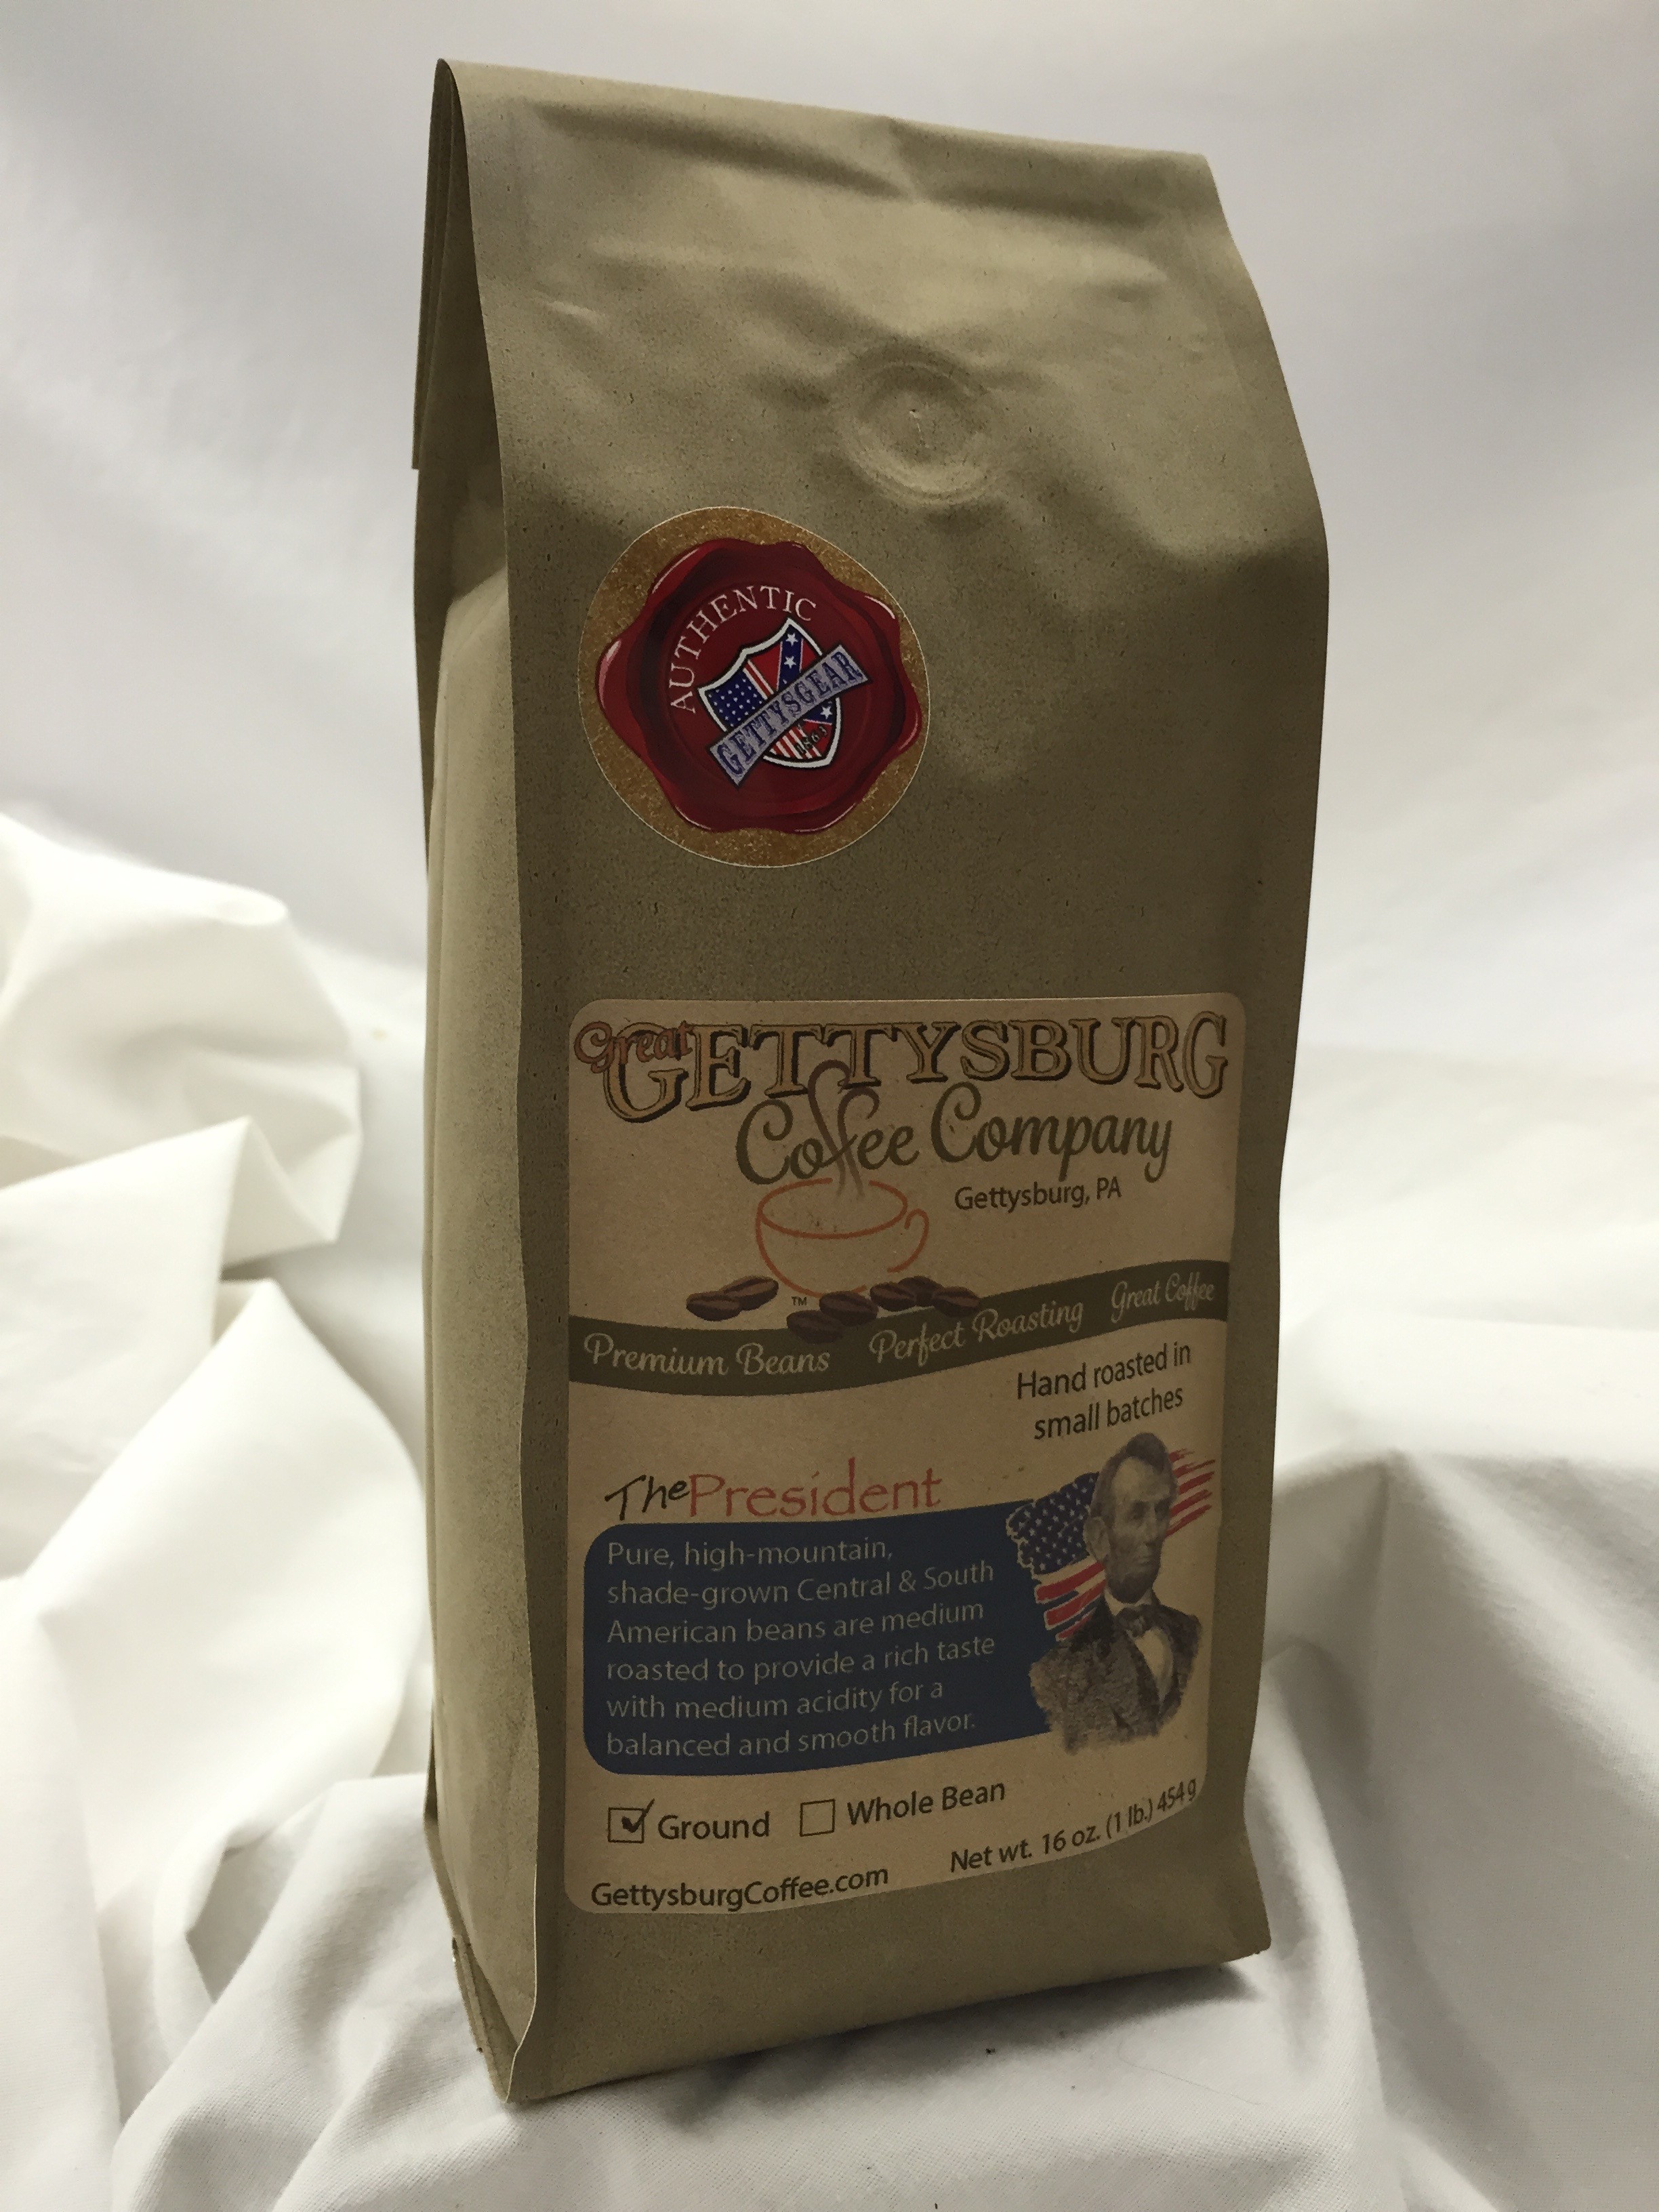 AUTHENTIC
GETTYSGEAR
1863
Great GETTYSBURG
Coffee Company
Gettysburg, PA
TM
Premium Beans Perfect Roasting Great Coffee
Hand roasted in
small batches
The President
Pure, high-mountain,
shade-grown Central & South
American beans are medium
roasted to provide a rich taste
with medium acidity for a
balanced and smooth flavor.
Ground Whole Bean
Net wt. 16 oz. (1 lb.) 454 g
GettysburgCoffee.com